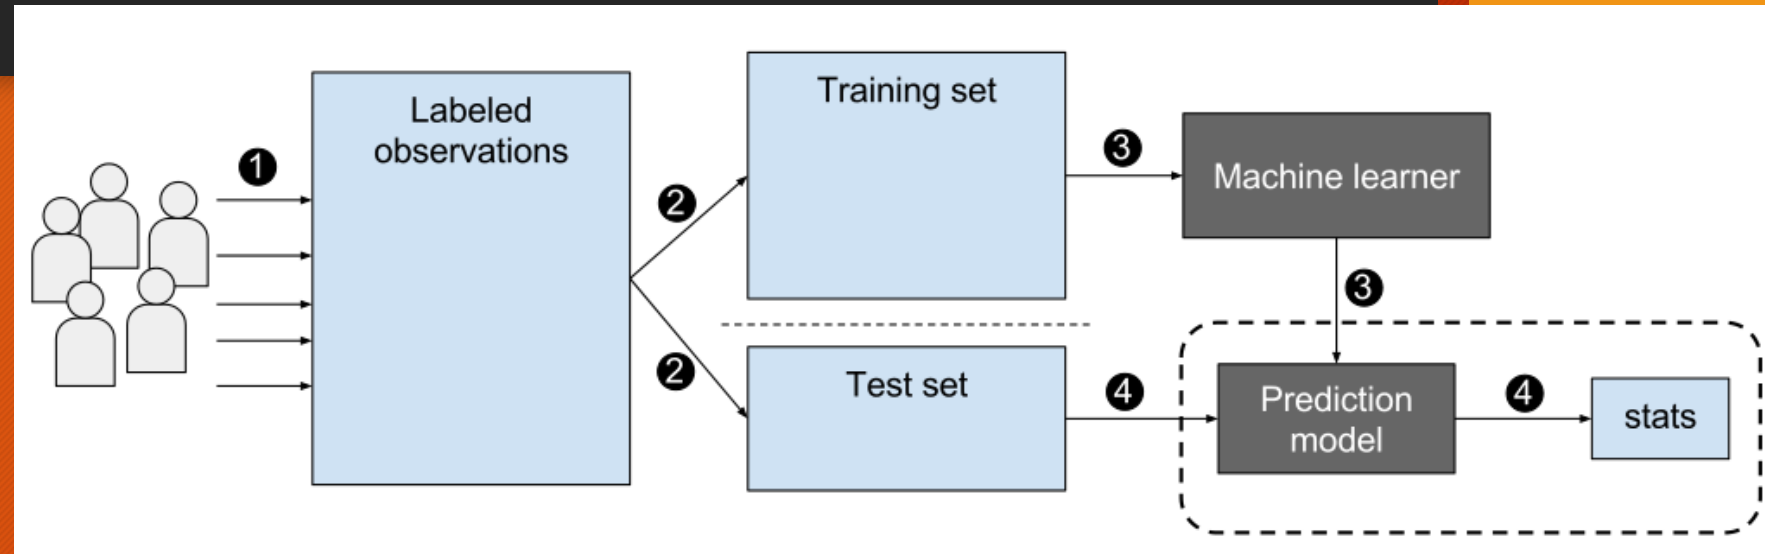 1
Labeled
observations
2
2
Training set
3
Machine learner
3
Test set
4
Prediction
model
4
stats